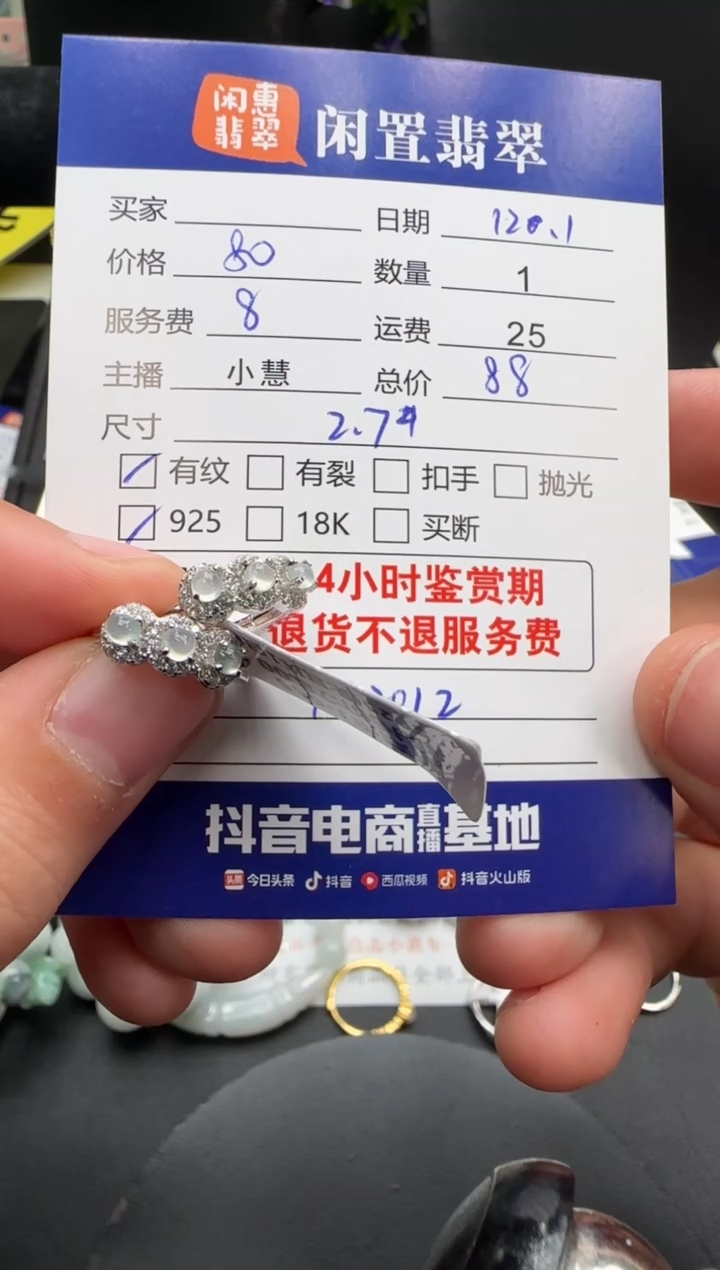 闲惠
翡翠
闲置翡翠
买家 日期 120.1
价格 80 数量 1
服务费 8 运费 25
主播 小慧 总价 88
尺寸 2.74
有纹 有裂 扣手 抛光
925 18K 买断
4小时鉴赏期
退货不退服务费
2012
抖音电商直播基地
头条 今日头条 抖音 西瓜视频 抖音火山版